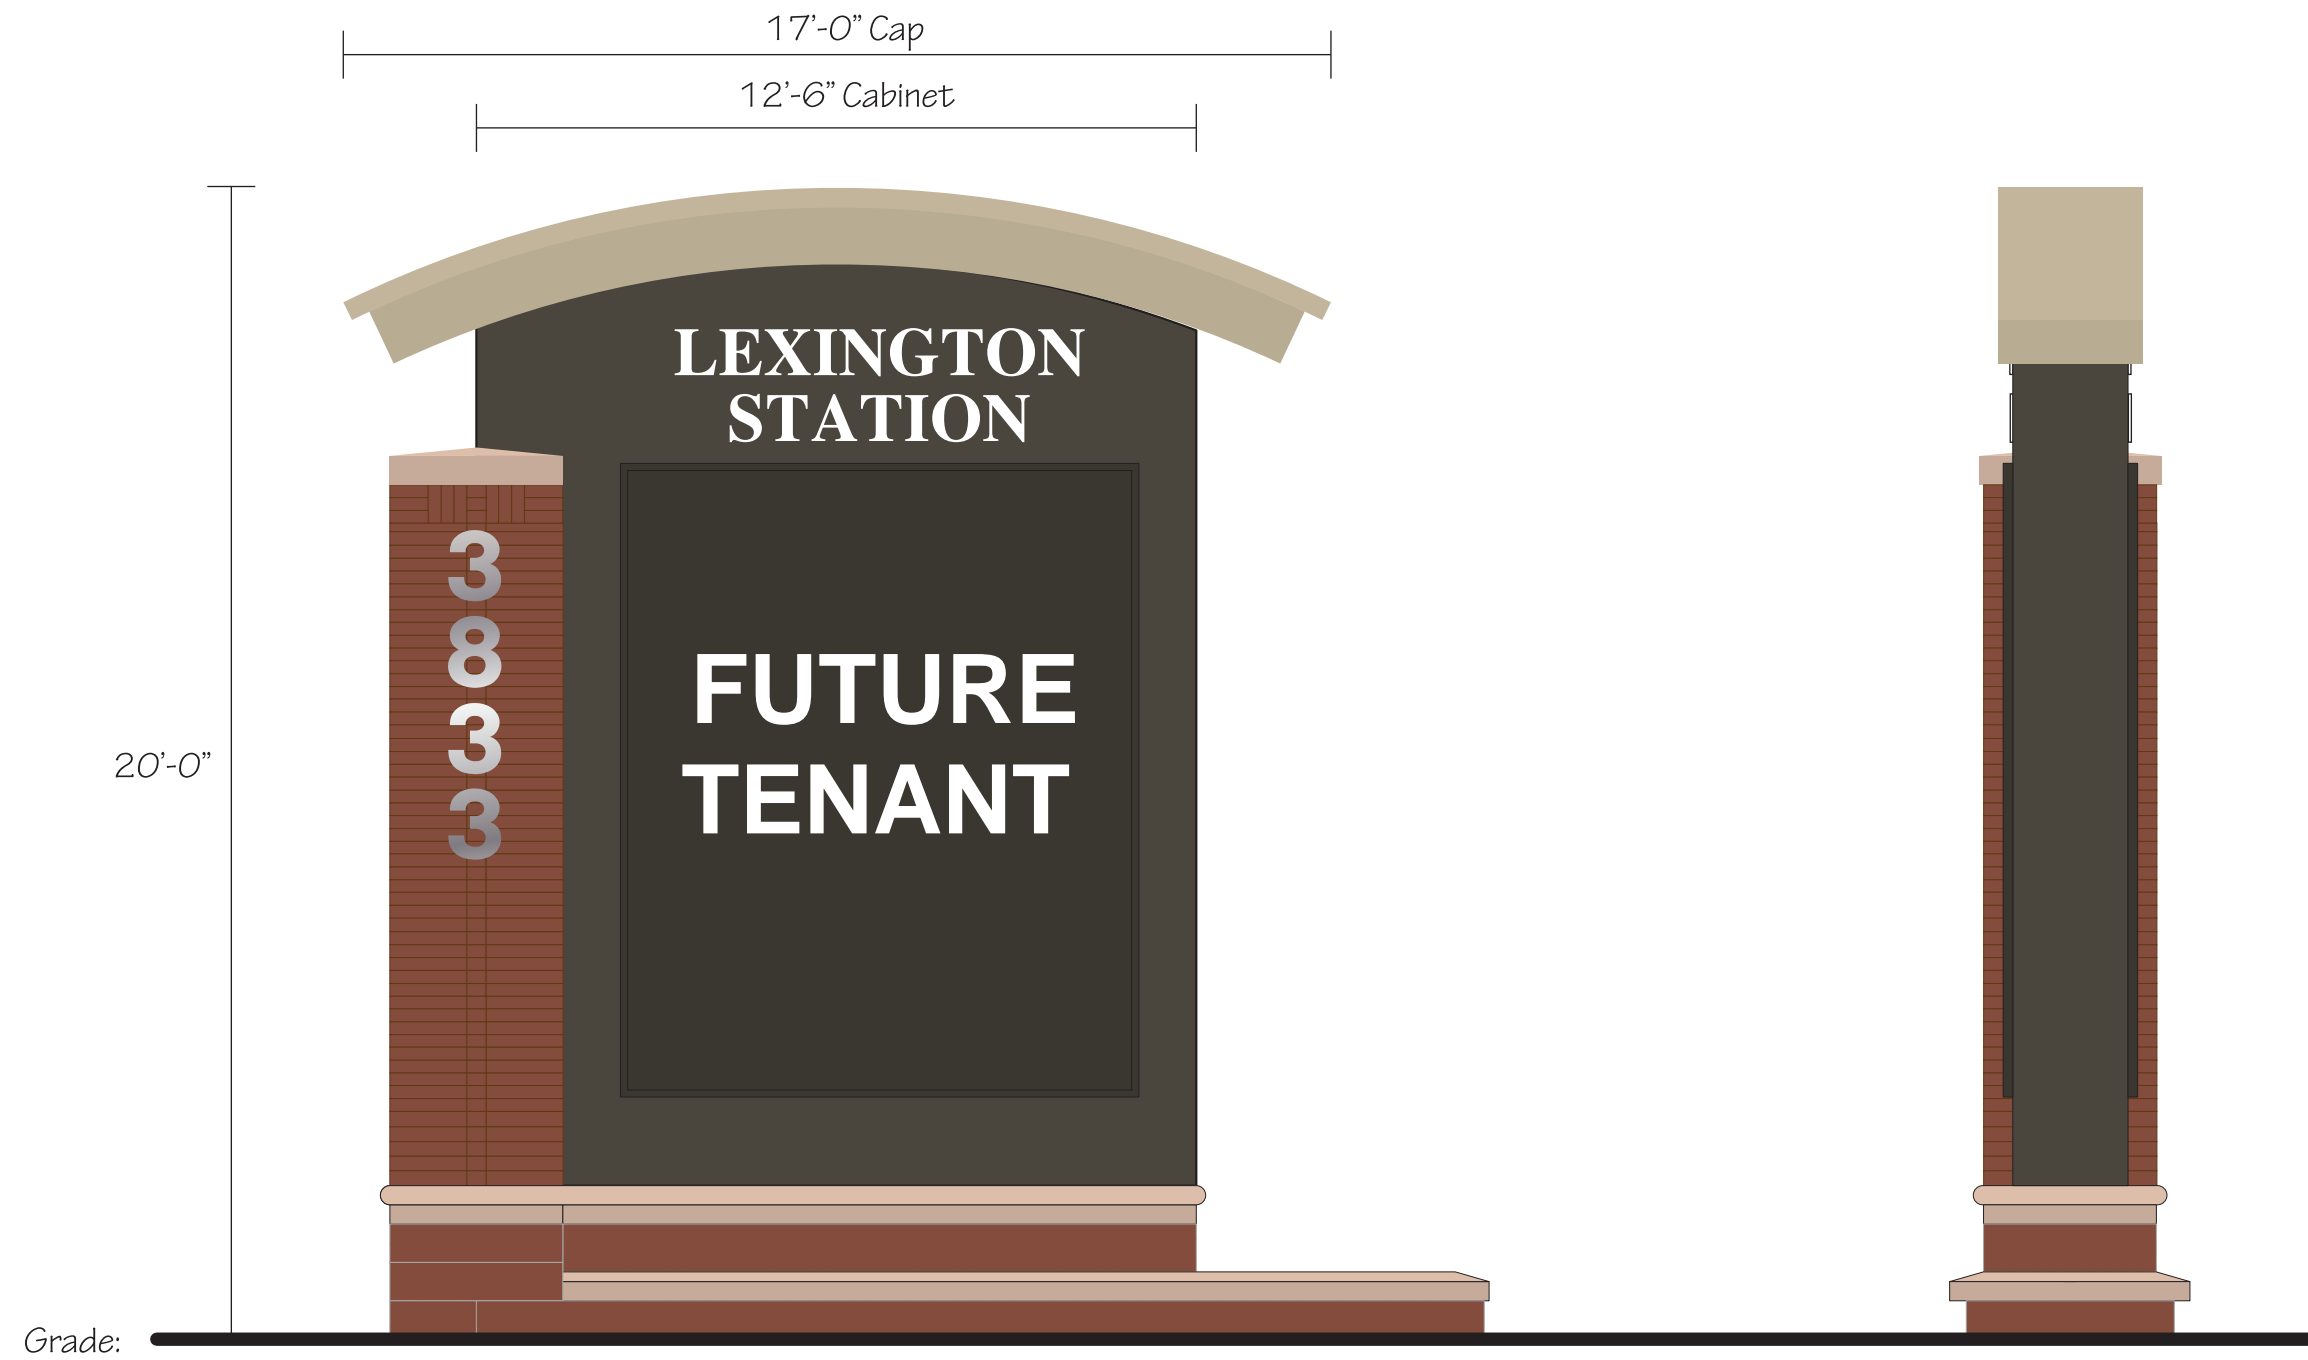 17’-0” Cap
12’-6” Cabinet
LEXINGTON
STATION
3
8
3
3
FUTURE
TENANT
20’-0”
Grade: